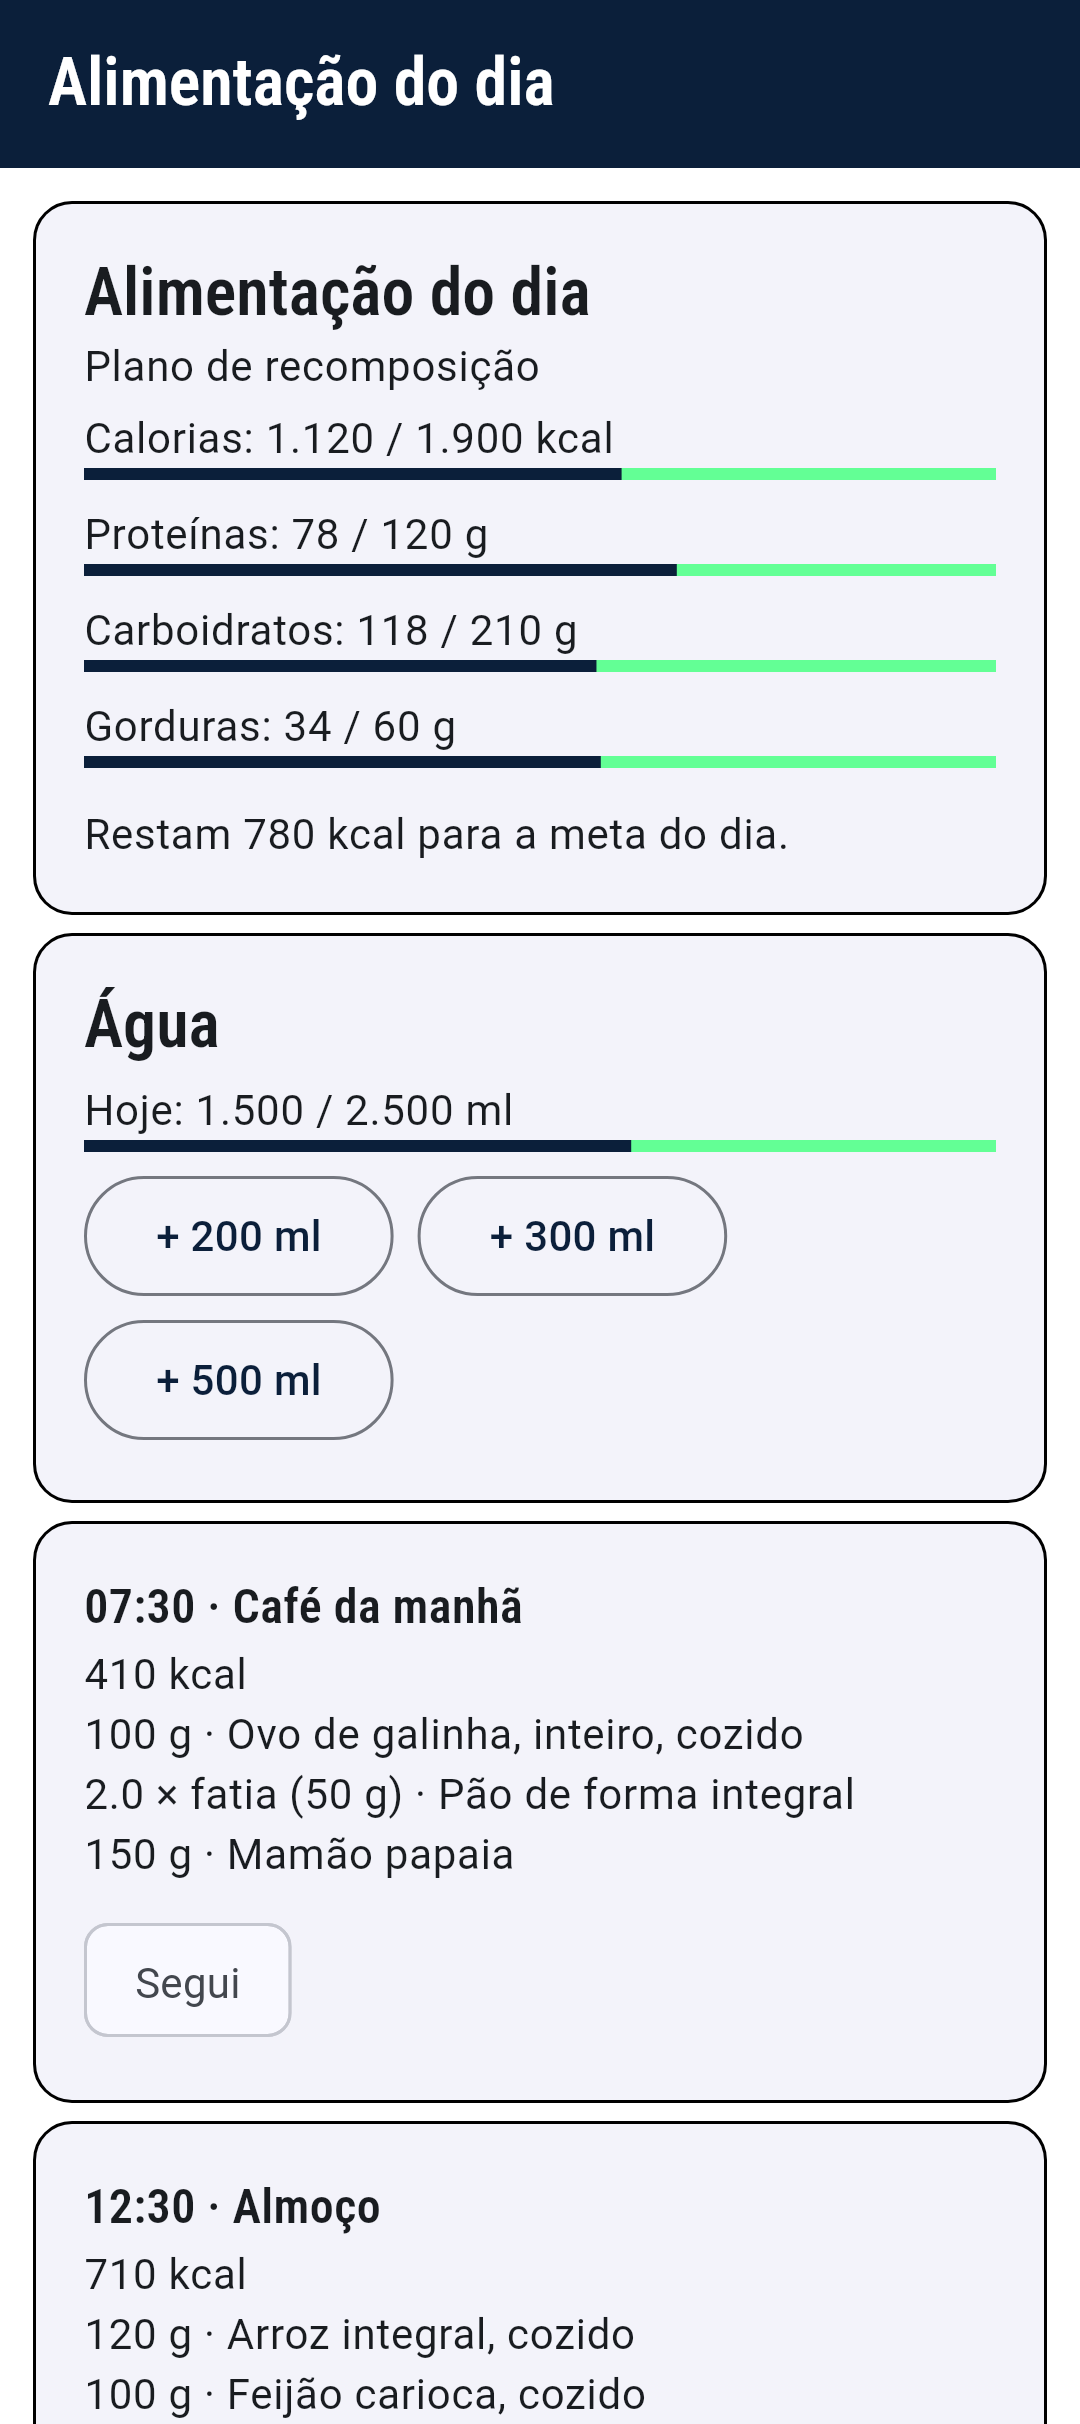 Alimentação do dia
Alimentação do dia
Plano de recomposição
Calorias: 1.120 / 1.900 kcal
Proteínas: 78 / 120 g
Carboidratos: 118 / 210 g
Gorduras: 34 / 60 g
Restam 780 kcal para a meta do dia.
Água
Hoje: 1.500 / 2.500 ml
+ 200 ml
+ 300 ml
+ 500 ml
07:30 · Café da manhã
410 kcal
100 g · Ovo de galinha, inteiro, cozido
2.0 × fatia (50 g) · Pão de forma integral
150 g · Mamão papaia
Segui
12:30 · Almoço
710 kcal
120 g · Arroz integral, cozido
100 g · Feijão carioca, cozido